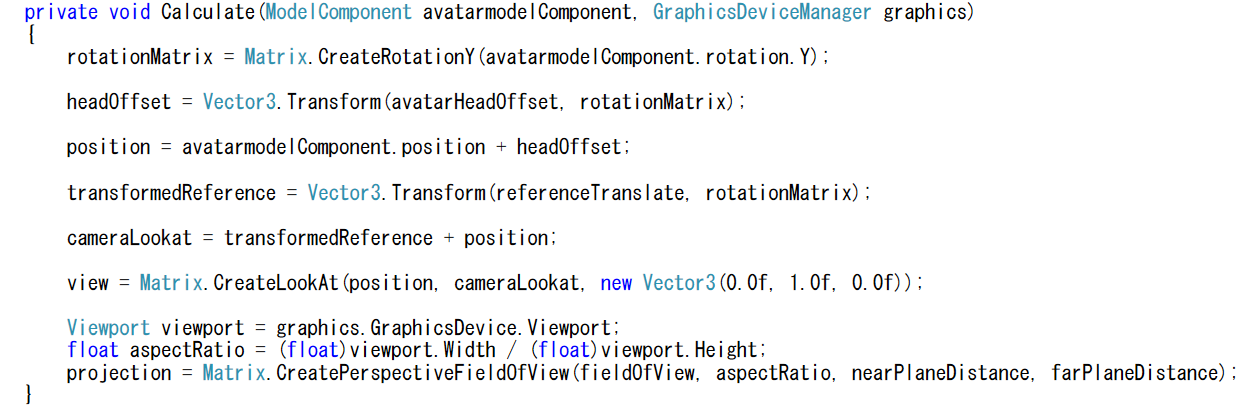 private void Calculate(ModelComponent avatarmodelComponent, GraphicsDeviceManager graphics)
{
rotationMatrix = Matrix.CreateRotationY(avatarmodelComponent.rotation.Y);
headOffset = Vector3.Transform(avatarHeadOffset, rotationMatrix);
position = avatarmodelComponent.position + headOffset;
transformedReference = Vector3.Transform(referenceTranslate, rotationMatrix);
cameraLookat = transformedReference + position;
view = Matrix.CreateLookAt(position, cameraLookat, new Vector3(0.0f, 1.0f, 0.0f));
Viewport viewport = graphics.GraphicsDevice.Viewport;
float aspectRatio = (float)viewport.Width / (float)viewport.Height;
projection = Matrix.CreatePerspectiveFieldOfView(fieldOfView, aspectRatio, nearPlaneDistance, farPlaneDistance);
}